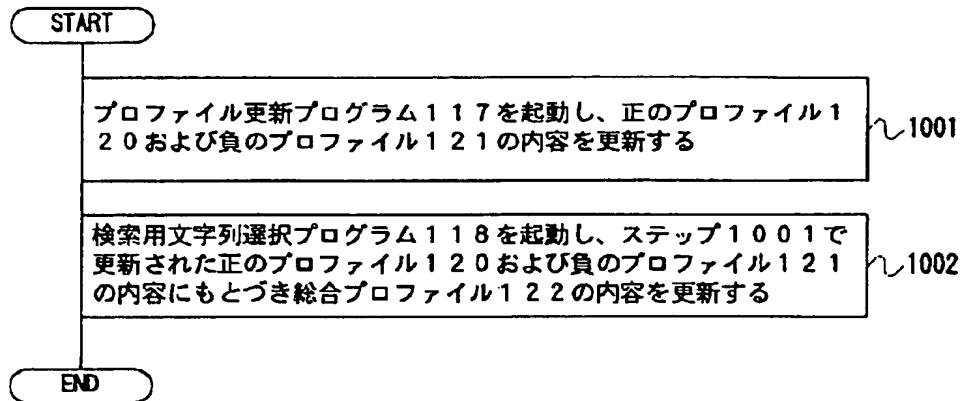 START
プロファイル更新プログラム１１７を起動し、正のプロファイル１
２０および負のプロファイル１２１の内容を更新する
1001
検索用文字列選択プログラム１１８を起動し、ステップ１００１で
更新された正のプロファイル１２０および負のプロファイル１２１
の内容にもとづき総合プロファイル１２２の内容を更新する
1002
END